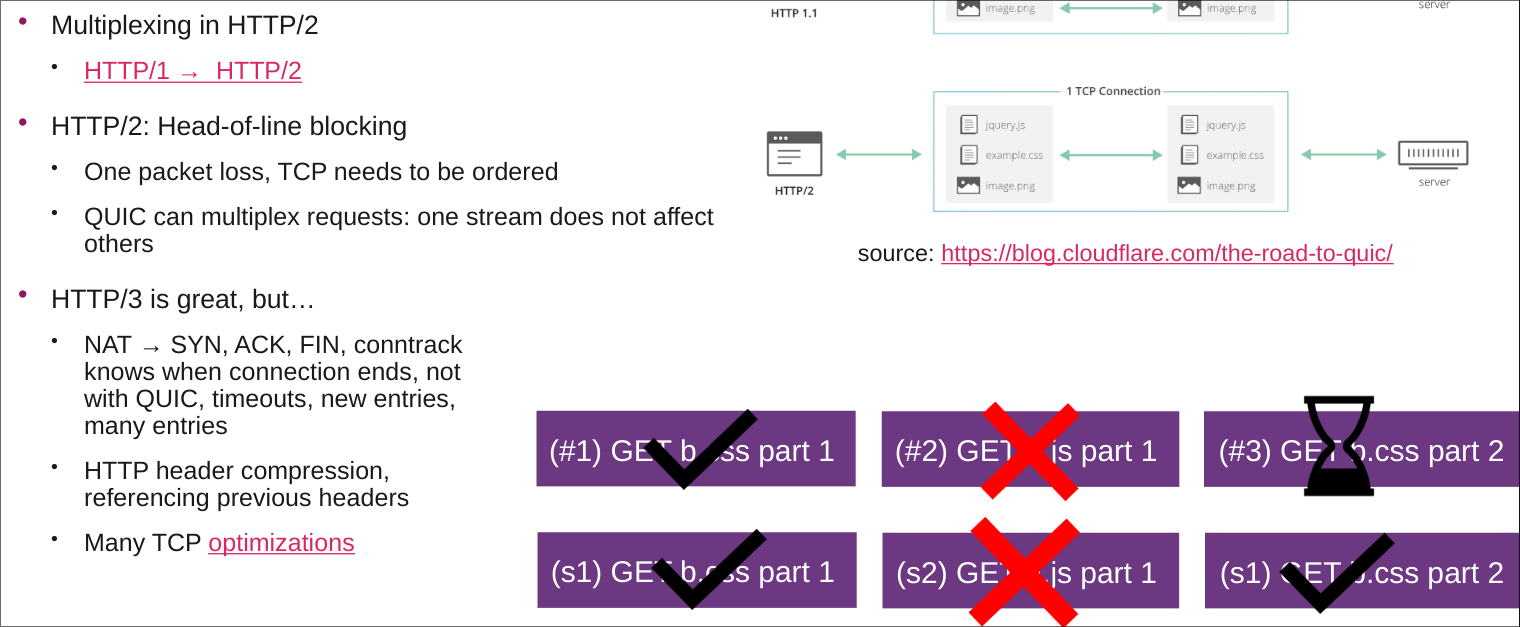 Multiplexing in HTTP/2
HTTP/1 → HTTP/2
HTTP/2: Head-of-line blocking
One packet loss, TCP needs to be ordered
QUIC can multiplex requests: one stream does not affect
others
HTTP/3 is great, but…
NAT → SYN, ACK, FIN, conntrack
knows when connection ends, not
with QUIC, timeouts, new entries,
many entries
HTTP header compression,
referencing previous headers
Many TCP optimizations
HTTP 1.1
image.png
image.png
server
1 TCP Connection
jquery.js
example.css
image.png
jquery.js
example.css
image.png
HTTP/2
server
source: https://blog.cloudflare.com/the-road-to-quic/
(#1) GET b.css part 1
(#2) GET js part 1
(#3) GET b.css part 2
(s1) GET b.css part 1
(s2) GET js part 1
(s1) GET b.css part 2